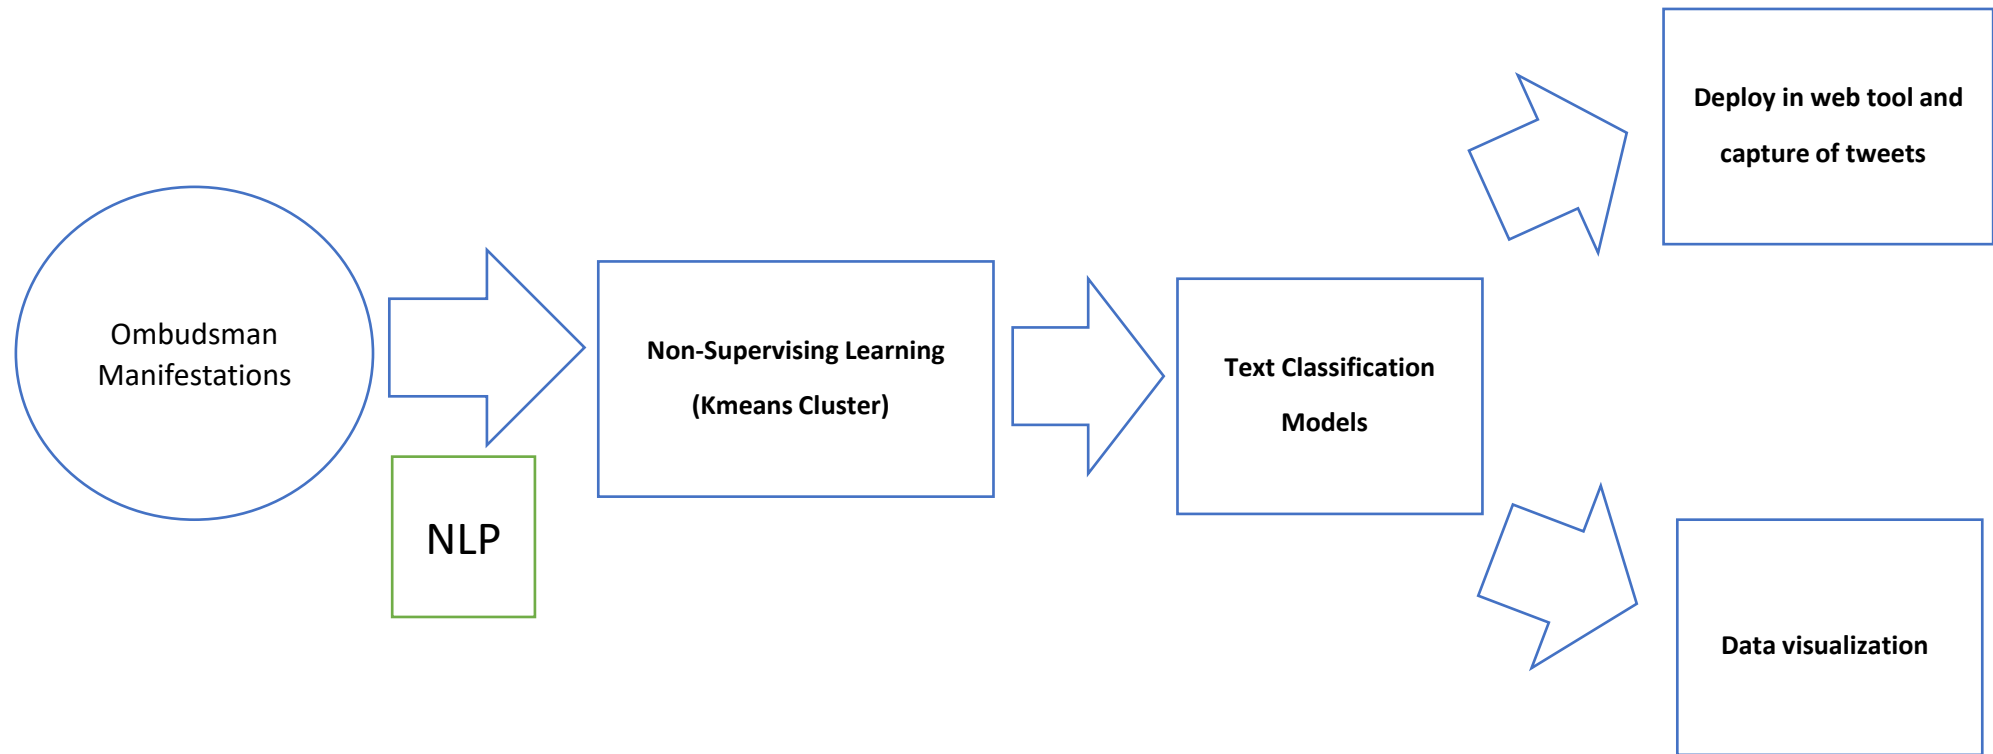 Ombudsman
Manifestations
NLP
Non-Supervising Learning
(Kmeans Cluster)
Text Classification
Models
Deploy in web tool and
capture of tweets
Data visualization